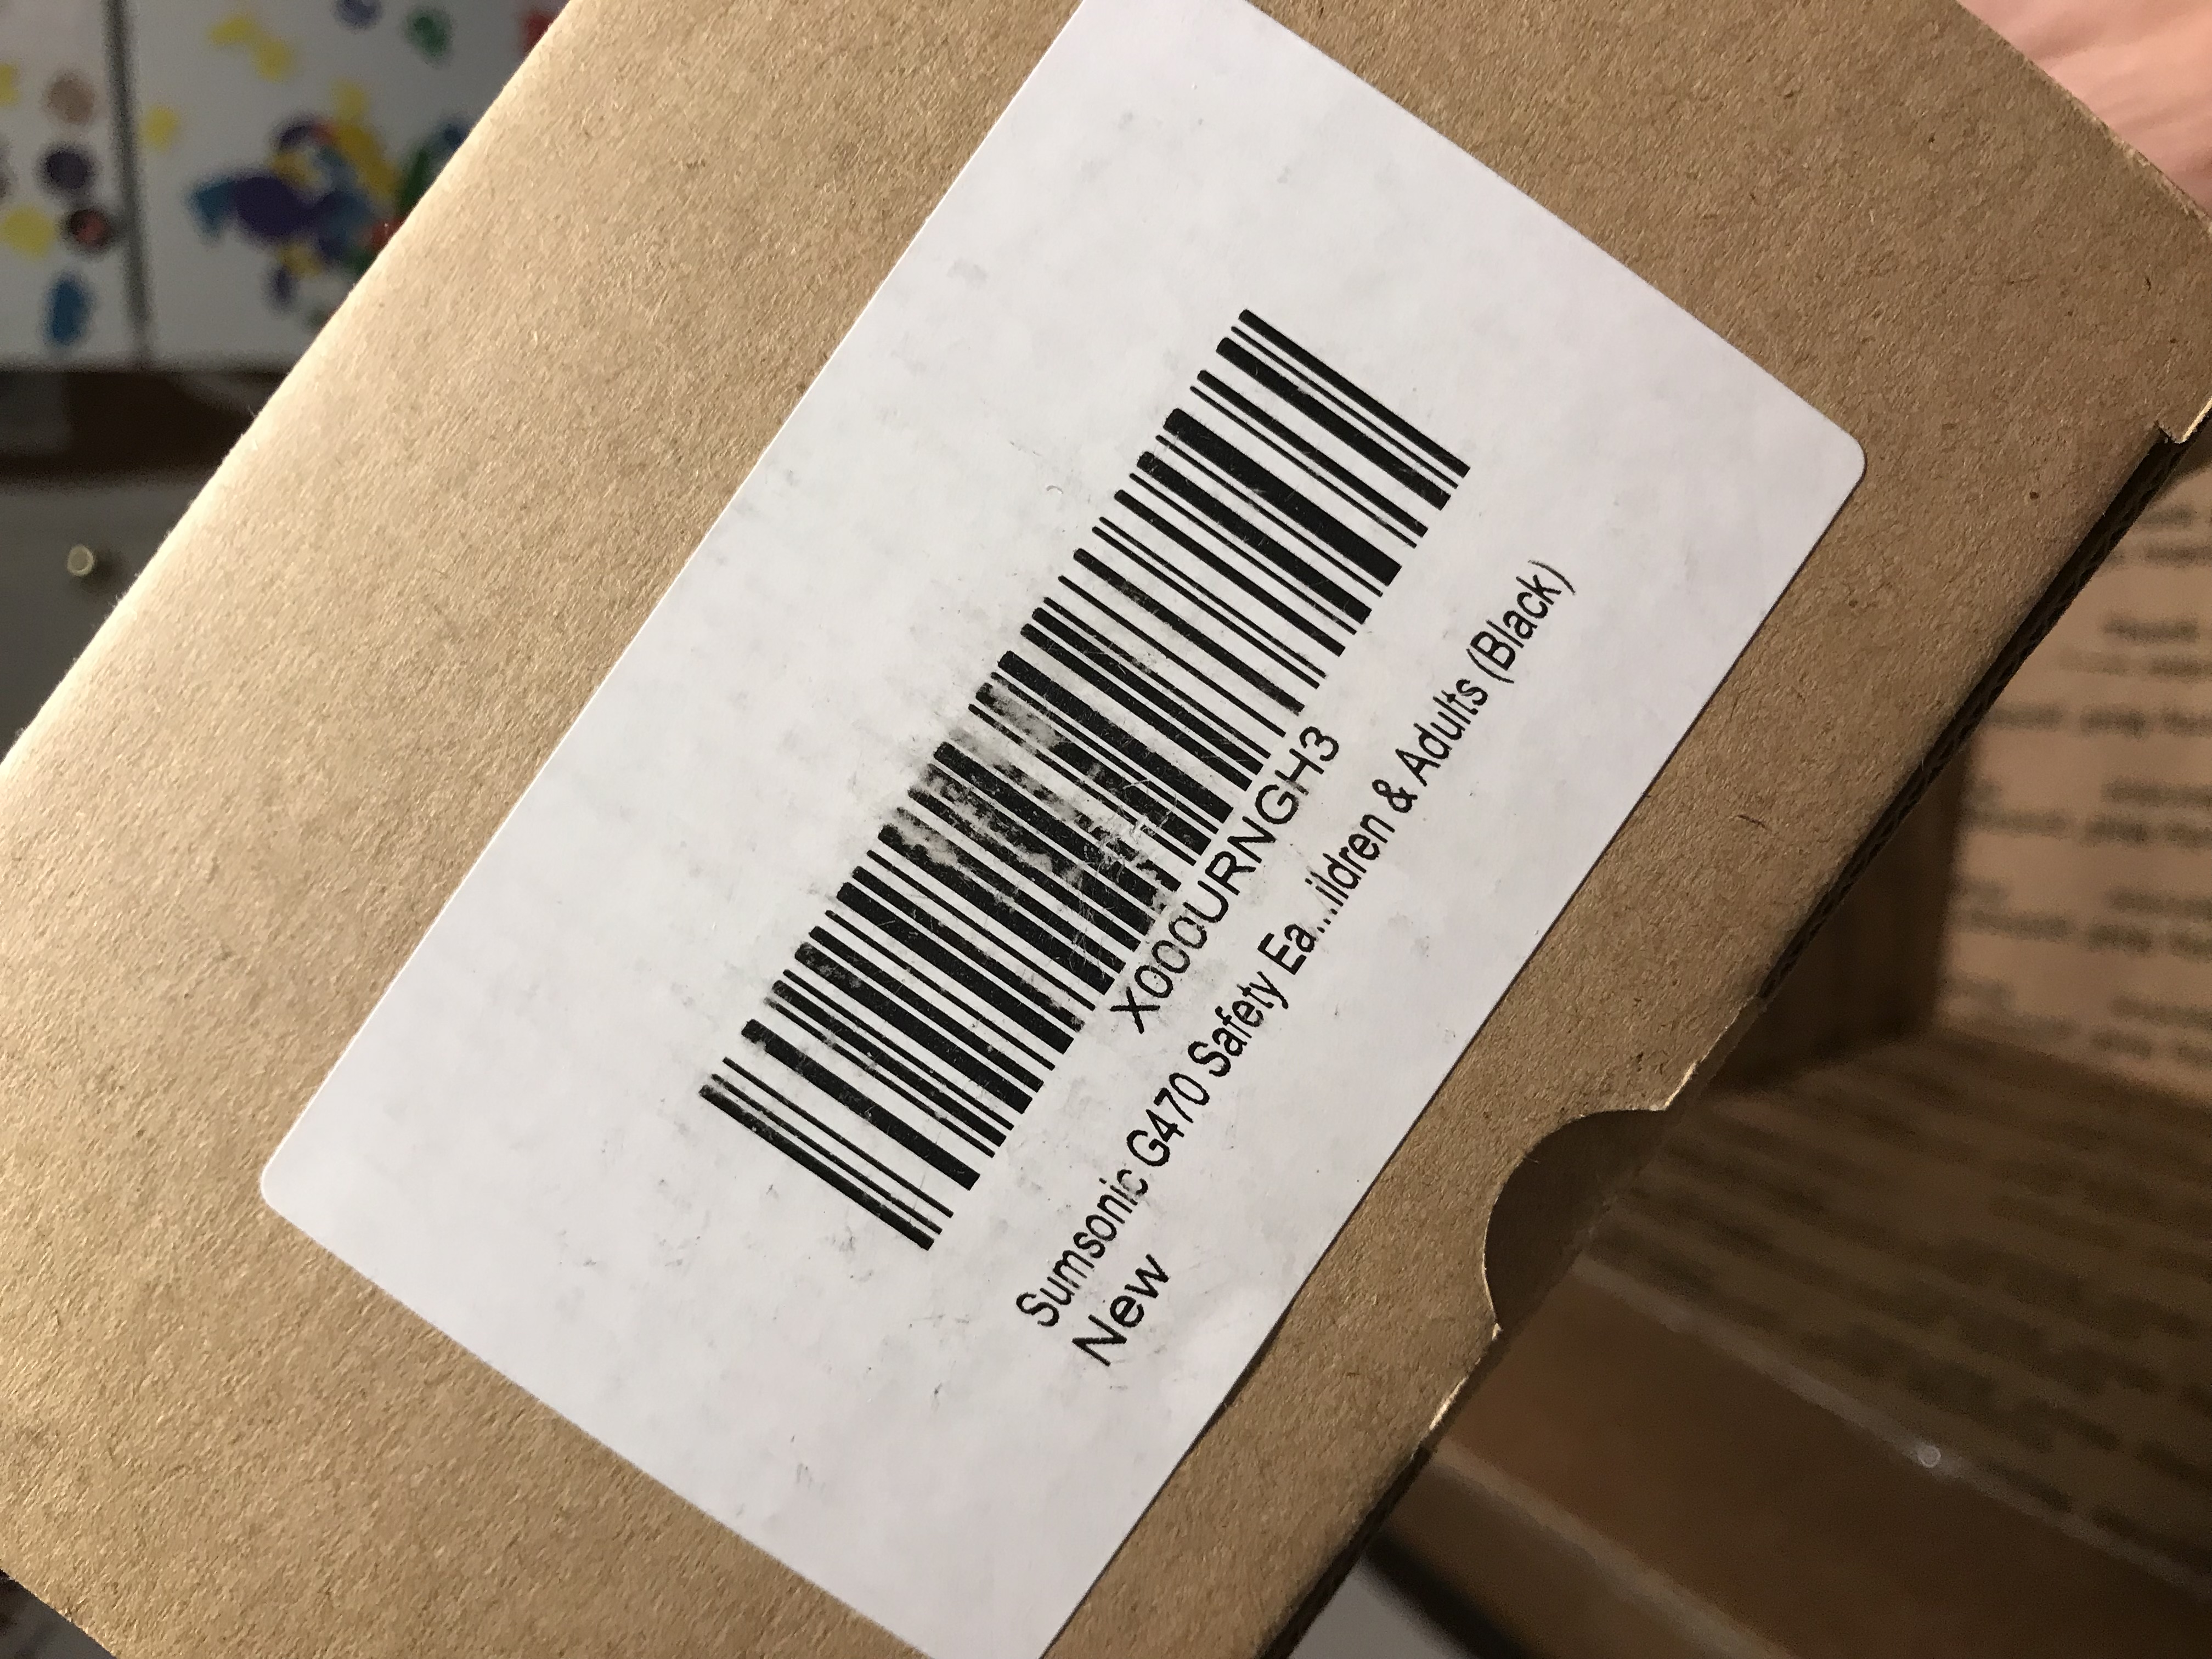 X000URNGH3
Sumsonic G470 Safety Ea...ildren & Adults (Black)
New